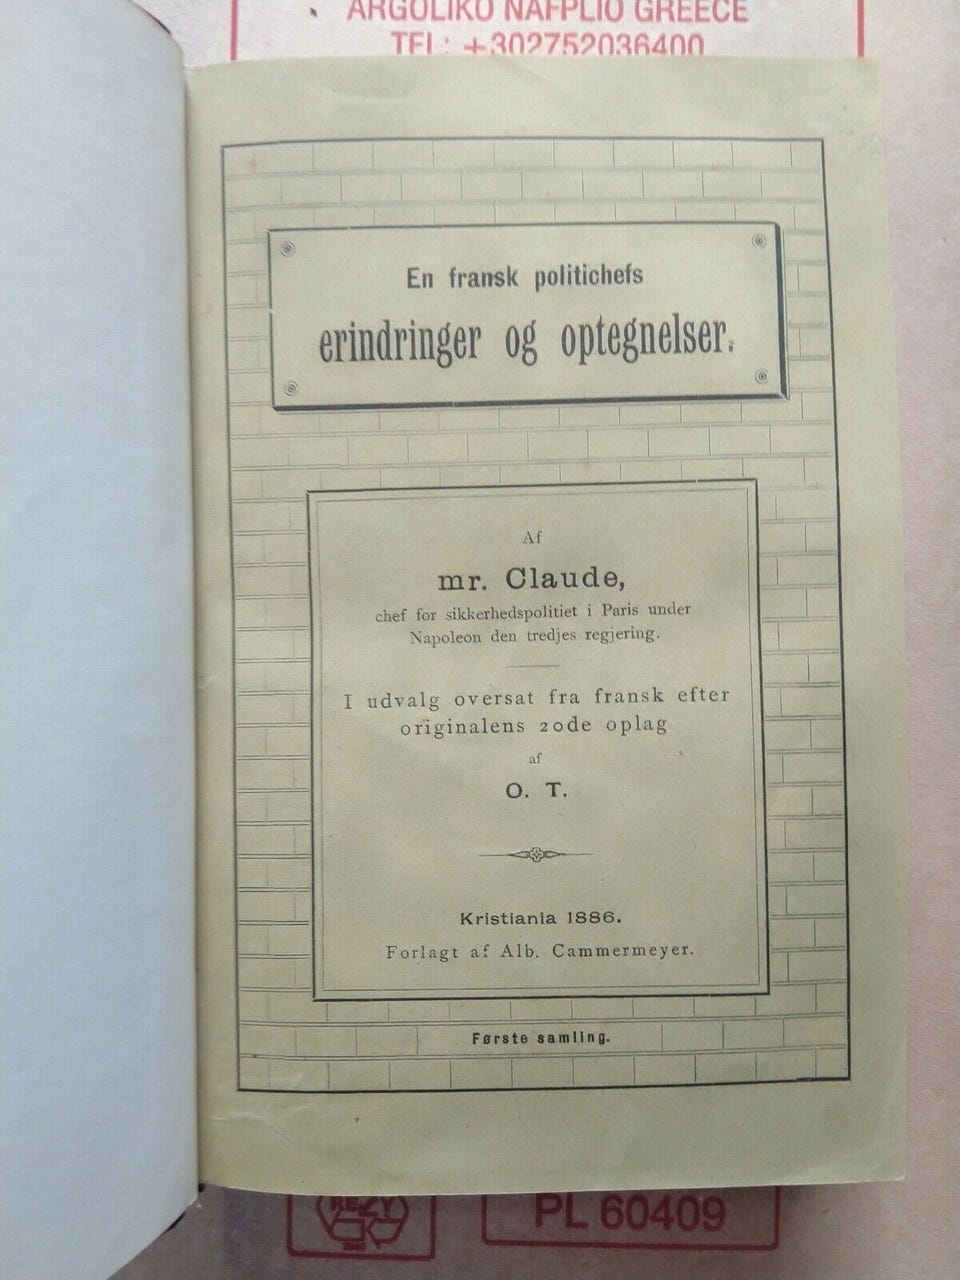 ARGOLIKO NAFPLIO GREECE
TEL: +302752036400
En fransk politichefs
erindringer og optegnelser.
Af
mr. Claude,
chef for sikkerhedspolitiet i Paris under
Napoleon den tredjes regjering.
I udvalg oversat fra fransk efter
originalens 20de oplag
af
O. T.
Kristiania 1886.
Forlagt af Alb. Cammermeyer.
Første samling.
REZY
PL 60409